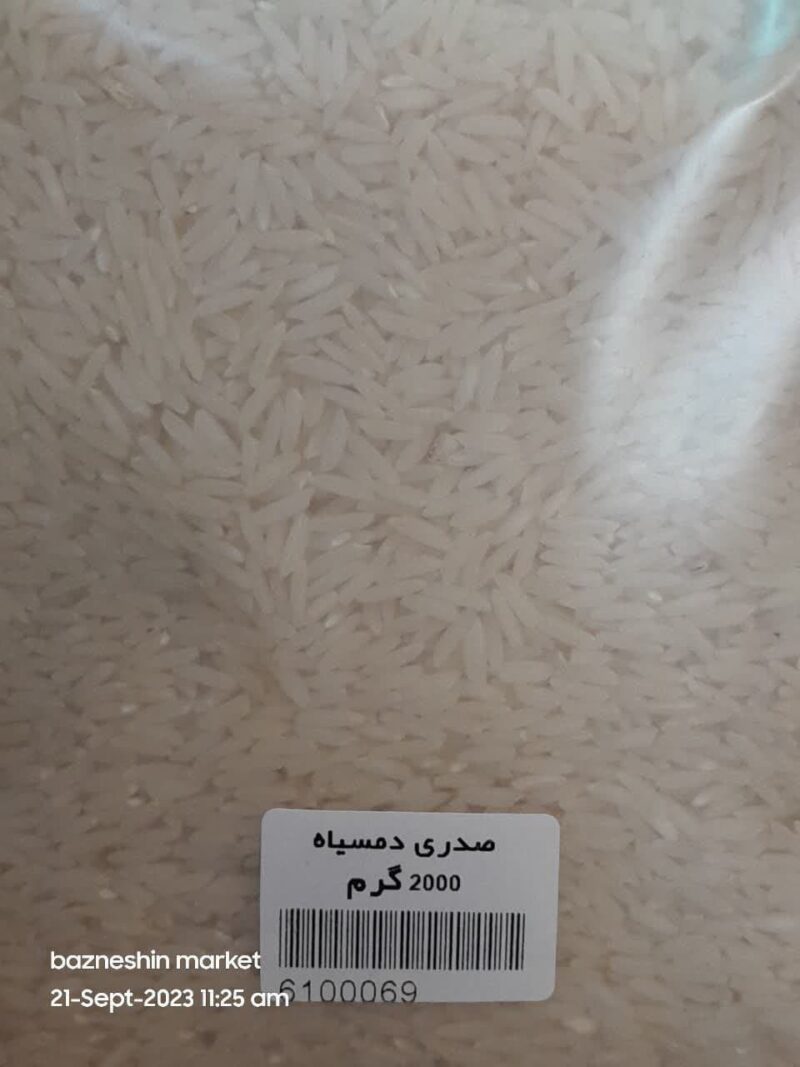 صدری دمسیاه
2000 گرم
6100069
bazneshin market
21-Sept-2023 11:25 am